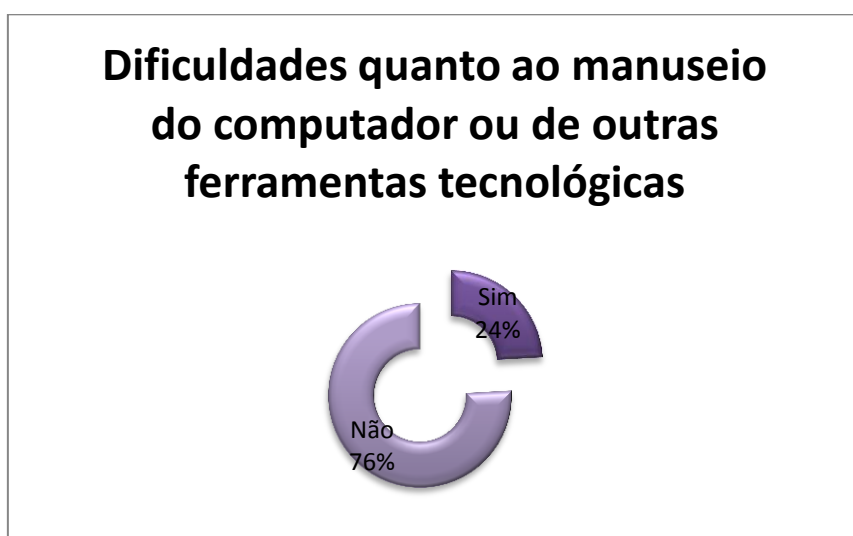 Dificuldades quanto ao manuseio
do computador ou de outras
ferramentas tecnológicas
Sim
24%
Não
76%